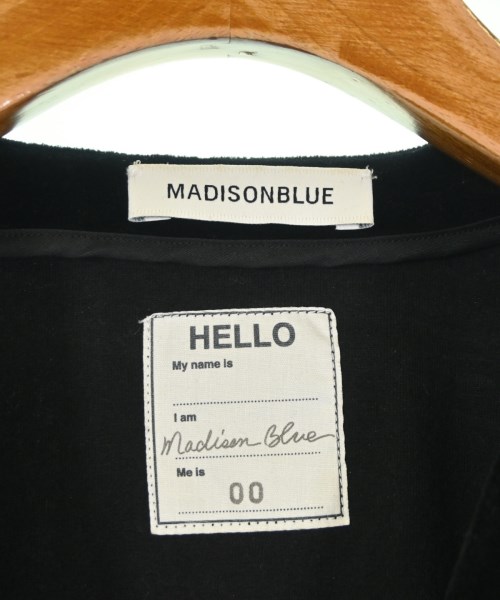 MADISONBLUE
HELLO
My name is
I am
Madison Blue
Me is
00